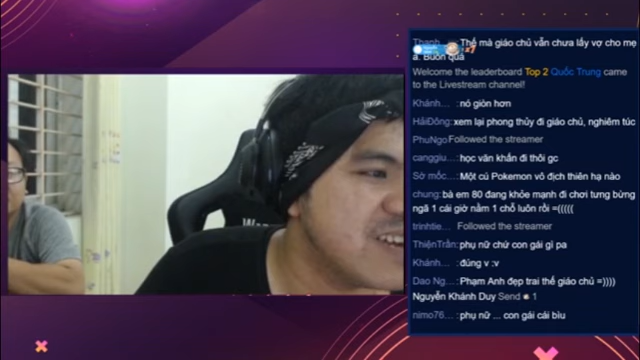 Thanh... Thế mà giáo chủ vẫn chưa lấy vợ cho mẹ
à. Buồn quá
x7
Welcome the leaderboard Top 2 Quốc Trung came
to the Livestream channel!
Khánh... :nó giòn hơn
HảiĐông:xem lại phong thủy đi giáo chủ, nghiêm túc
PhuNgo Followed the streamer
canggiu... :học văn khấn đi thôi gc
Sờ mốc... :Một cú Pokemon vô địch thiên hạ nào
chung: bà em 80 đang khỏe mạnh đi chơi tưng bừng
ngã 1 cái giờ nằm 1 chỗ luôn rồi =(((((
trinhtie... Followed the streamer
ThiệnTrần: phụ nữ chứ con gái gì pa
Khánh... :đúng v :v
Dao Ng... :Phạm Anh đẹp trai thế giáo chủ =))))
Nguyễn Khánh Duy Send 1
nimo76... :phụ nữ ... con gái cái bìu